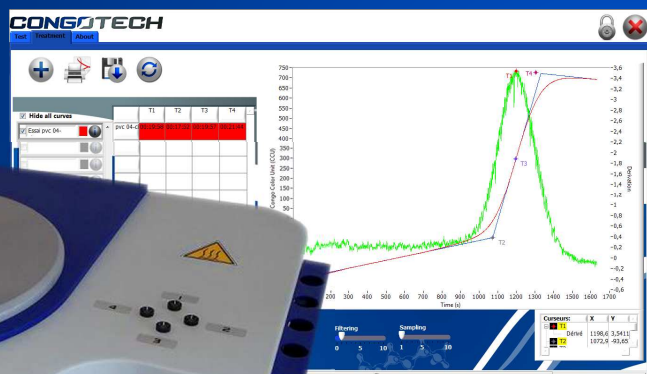 CONGOTECH
Test Treatment About
Hide all curves
T1 T2 T3 T4
Essai pvc 04-
pvc 04-cl
750
700
650
600
550
500
450
400
350
300
250
200
150
100
50
Congo Color Unit (CCU)
T1 T4
T3
T2
-3,6
-3,4
-3,2
-3
-2,8
-2,6
-2,4
-2,2
-2
-1,8
-1,6
-1,4
-1,2
-1
-0,8
-0,6
-0,4
-0,2
-0
--0,2
--0,4
--0,6
Derivation
200 300 400 500 600 700 800 900 1000 1100 1200 1300 1400 1500 1600 1700
Time (s)
Filtering Sampling
0 5 10 1 5 10
Curseurs: X Y
T1
Dérivé 1198,6 3,5411
T2 1072,9 -93,65
1
2
3
4